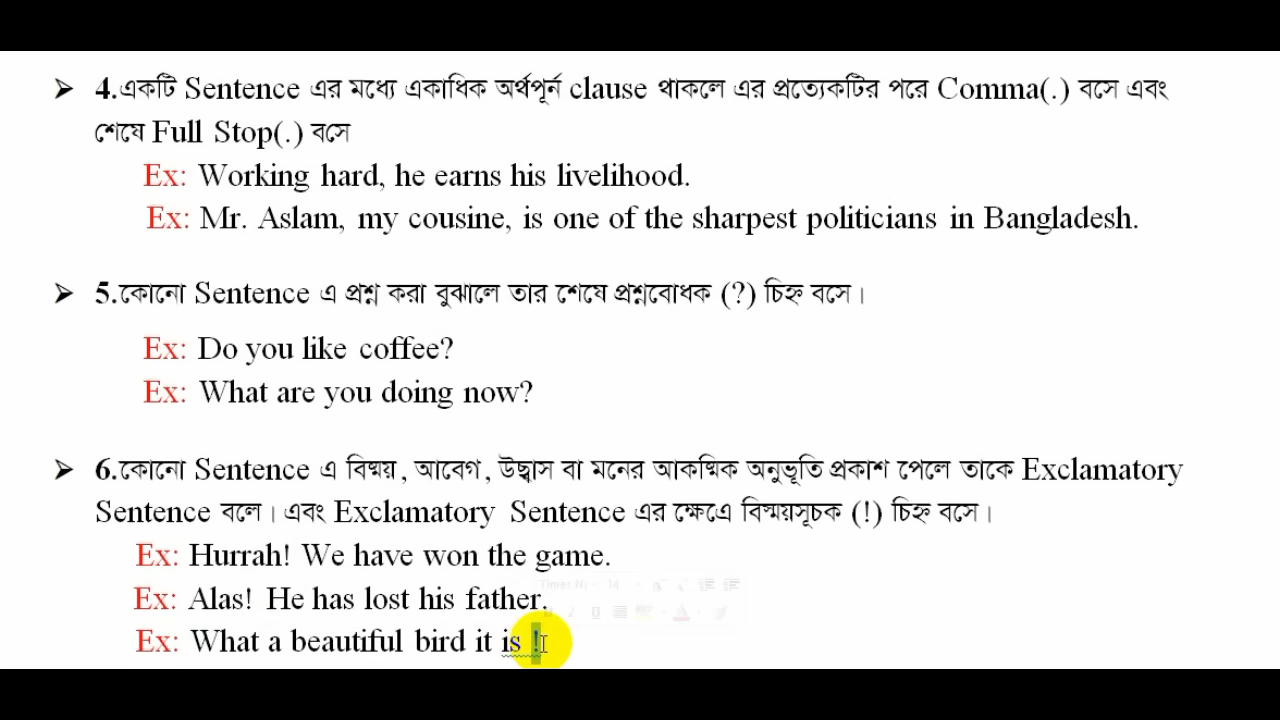 ➢ 4.একটি Sentence এর মধ্যে একাধিক অর্থপূর্ন clause থাকলে এর প্রত্যেকটির পরে Comma(.) বসে এবং
শেষে Full Stop(.) বসে
Ex: Working hard, he earns his livelihood.
Ex: Mr. Aslam, my cousine, is one of the sharpest politicians in Bangladesh.
➢ 5.কোনো Sentence এ প্রশ্ন করা বুঝালে তার শেষে প্রশ্নবোধক (?) চিহ্ন বসে।
Ex: Do you like coffee?
Ex: What are you doing now?
➢ 6.কোনো Sentence এ বিষ্ময়, আবেগ, উচ্ছ্বাস বা মনের আকষ্মিক অনুভূতি প্রকাশ পেলে তাকে Exclamatory
Sentence বলে। এবং Exclamatory Sentence এর ক্ষেএে বিস্ময়সূচক (!) চিহ্ন বসে।
Ex: Hurrah! We have won the game.
Ex: Alas! He has lost his father.
Ex: What a beautiful bird it is !